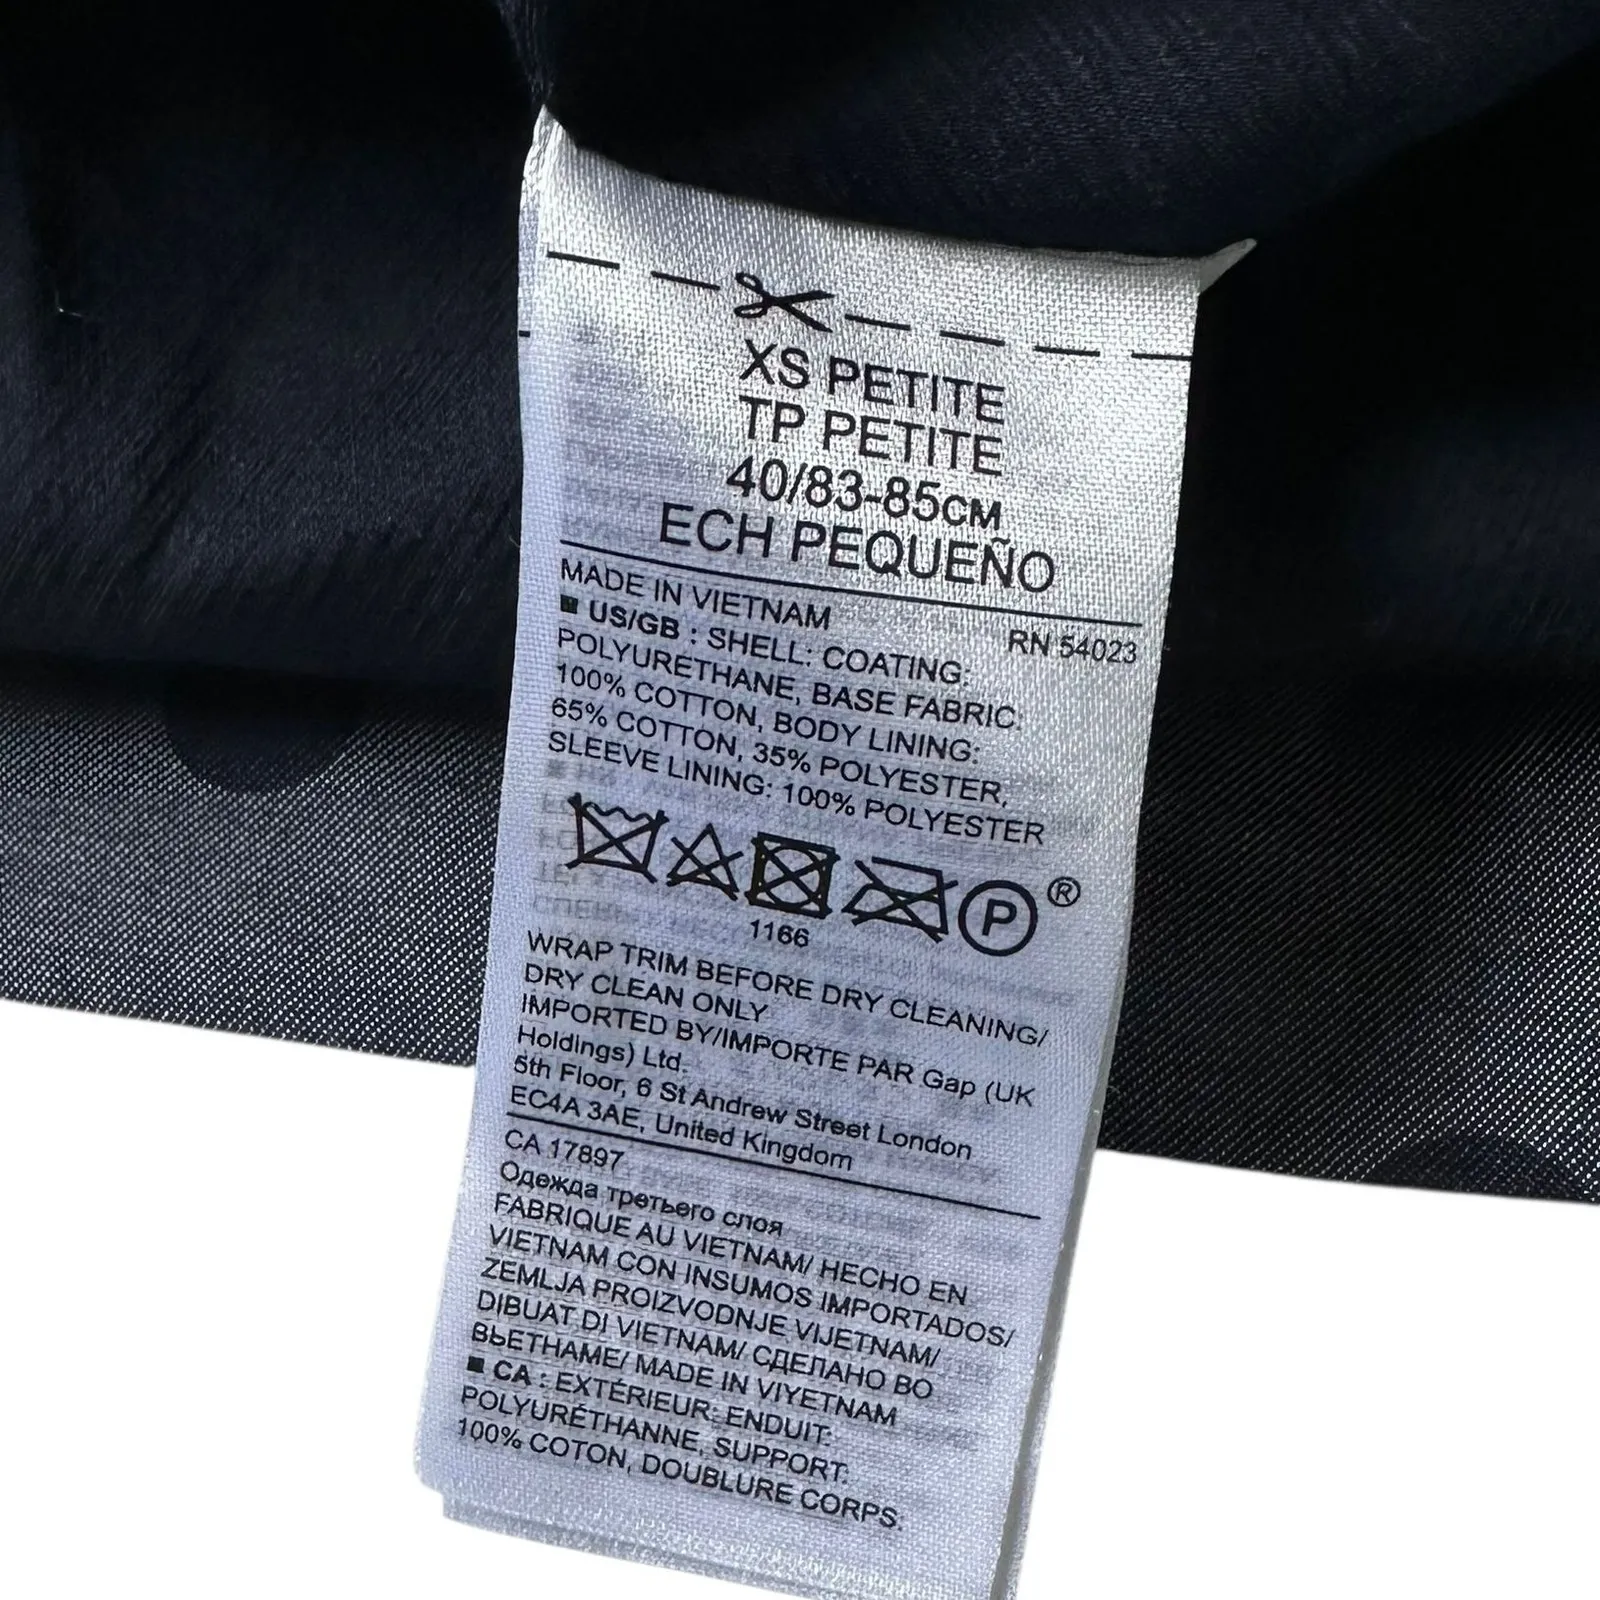 XS PETITE
TP PETITE
40/83-85см
ECH PEQUEÑO
MADE IN VIETNAM
RN 54023
■ US/GB : SHELL: COATING:
POLYURETHANE, BASE FABRIC:
100% COTTON, BODY LINING:
65% COTTON, 35% POLYESTER,
SLEEVE LINING: 100% POLYESTER
P ®
1166
WRAP TRIM BEFORE DRY CLEANING/
DRY CLEAN ONLY
IMPORTED BY/IMPORTE PAR Gap (UK
Holdings) Ltd.
5th Floor, 6 St Andrew Street London
EC4A 3AE, United Kingdom
CA 17897
Одежда третьего слоя
FABRIQUE AU VIETNAM/ HECHO EN
VIETNAM CON INSUMOS IMPORTADOS/
ZEMLJA PROIZVODNJE VIJETNAM/
DIBUAT DI VIETNAM/ СДЕЛАНО ВО
ВЬЕТНАМЕ/ MADE IN VIYETNAM
■ CA : EXTÉRIEUR: ENDUIT:
POLYURÉTHANNE, SUPPORT:
100% COTON, DOUBLURE CORPS: